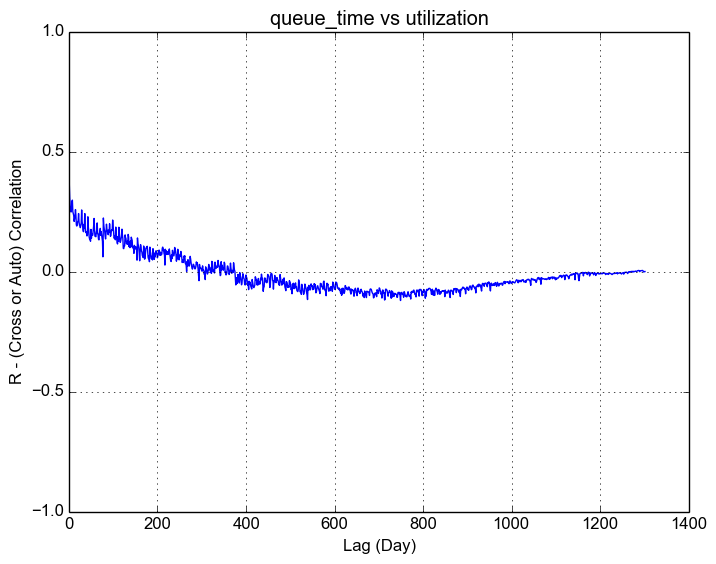 queue_time vs utilization
1.0
0.5
0.0
−0.5
−1.0
R - (Cross or Auto) Correlation
0 200 400 600 800 1000 1200 1400
Lag (Day)